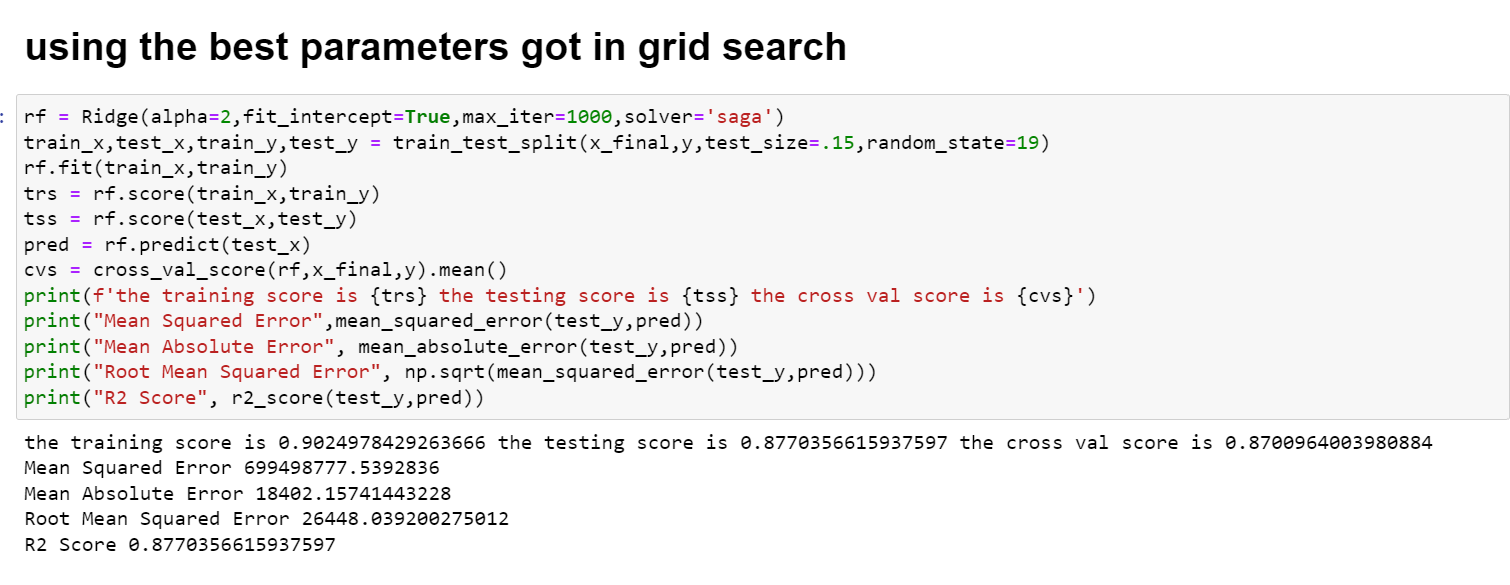 using the best parameters got in grid search
:
rf = Ridge(alpha=2,fit_intercept=True,max_iter=1000,solver='saga')
train_x,test_x,train_y,test_y = train_test_split(x_final,y,test_size=.15,random_state=19)
rf.fit(train_x,train_y)
trs = rf.score(train_x,train_y)
tss = rf.score(test_x,test_y)
pred = rf.predict(test_x)
cvs = cross_val_score(rf,x_final,y).mean()
print(f'the training score is {trs} the testing score is {tss} the cross val score is {cvs}')
print("Mean Squared Error",mean_squared_error(test_y,pred))
print("Mean Absolute Error", mean_absolute_error(test_y,pred))
print("Root Mean Squared Error", np.sqrt(mean_squared_error(test_y,pred)))
print("R2 Score", r2_score(test_y,pred))
the training score is 0.9024978429263666 the testing score is 0.8770356615937597 the cross val score is 0.8700964003980884
Mean Squared Error 699498777.5392836
Mean Absolute Error 18402.15741443228
Root Mean Squared Error 26448.039200275012
R2 Score 0.8770356615937597